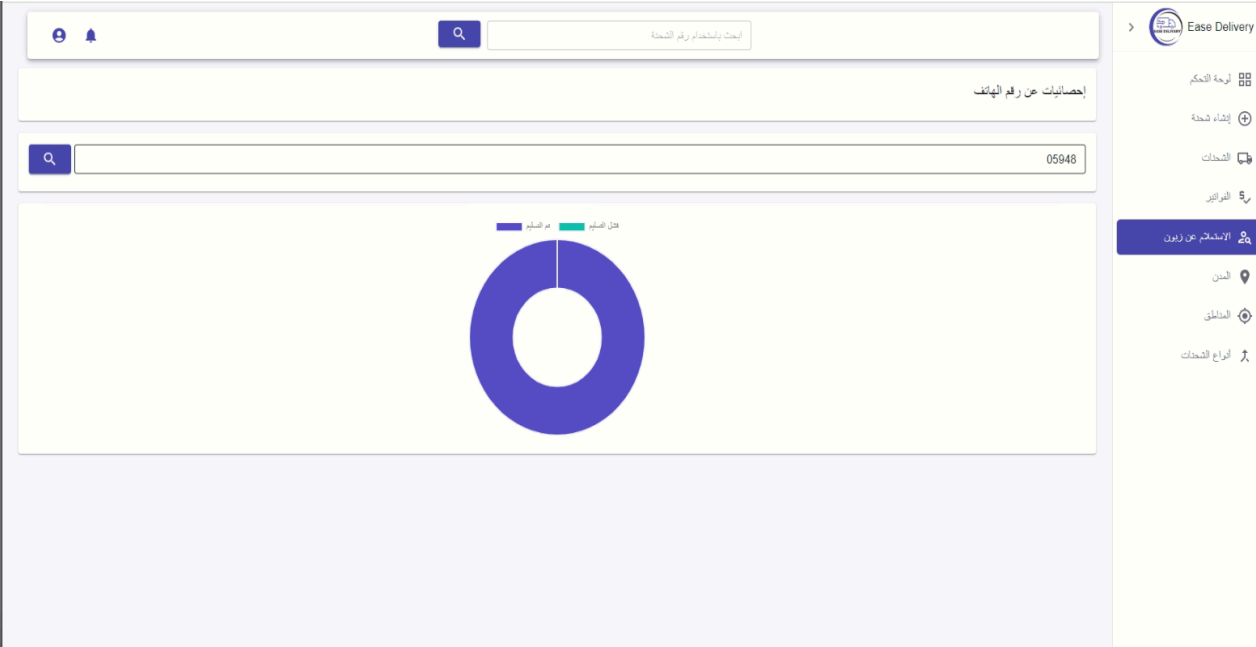 Ease Delivery
ابحث باستخدام رقم الشحنة
إحصائيات عن رقم الهاتف
05948
فشل التسليم
تم التسليم
لوحة التحكم
إنشاء شحنة
الشحنات
الفواتير
الاستعلام عن زبون
المدن
المناطق
أنواع الشحنات